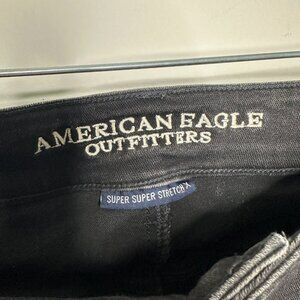 AMERICAN EAGLE
OUTFITTERS
SUPER SUPER STRETCH X